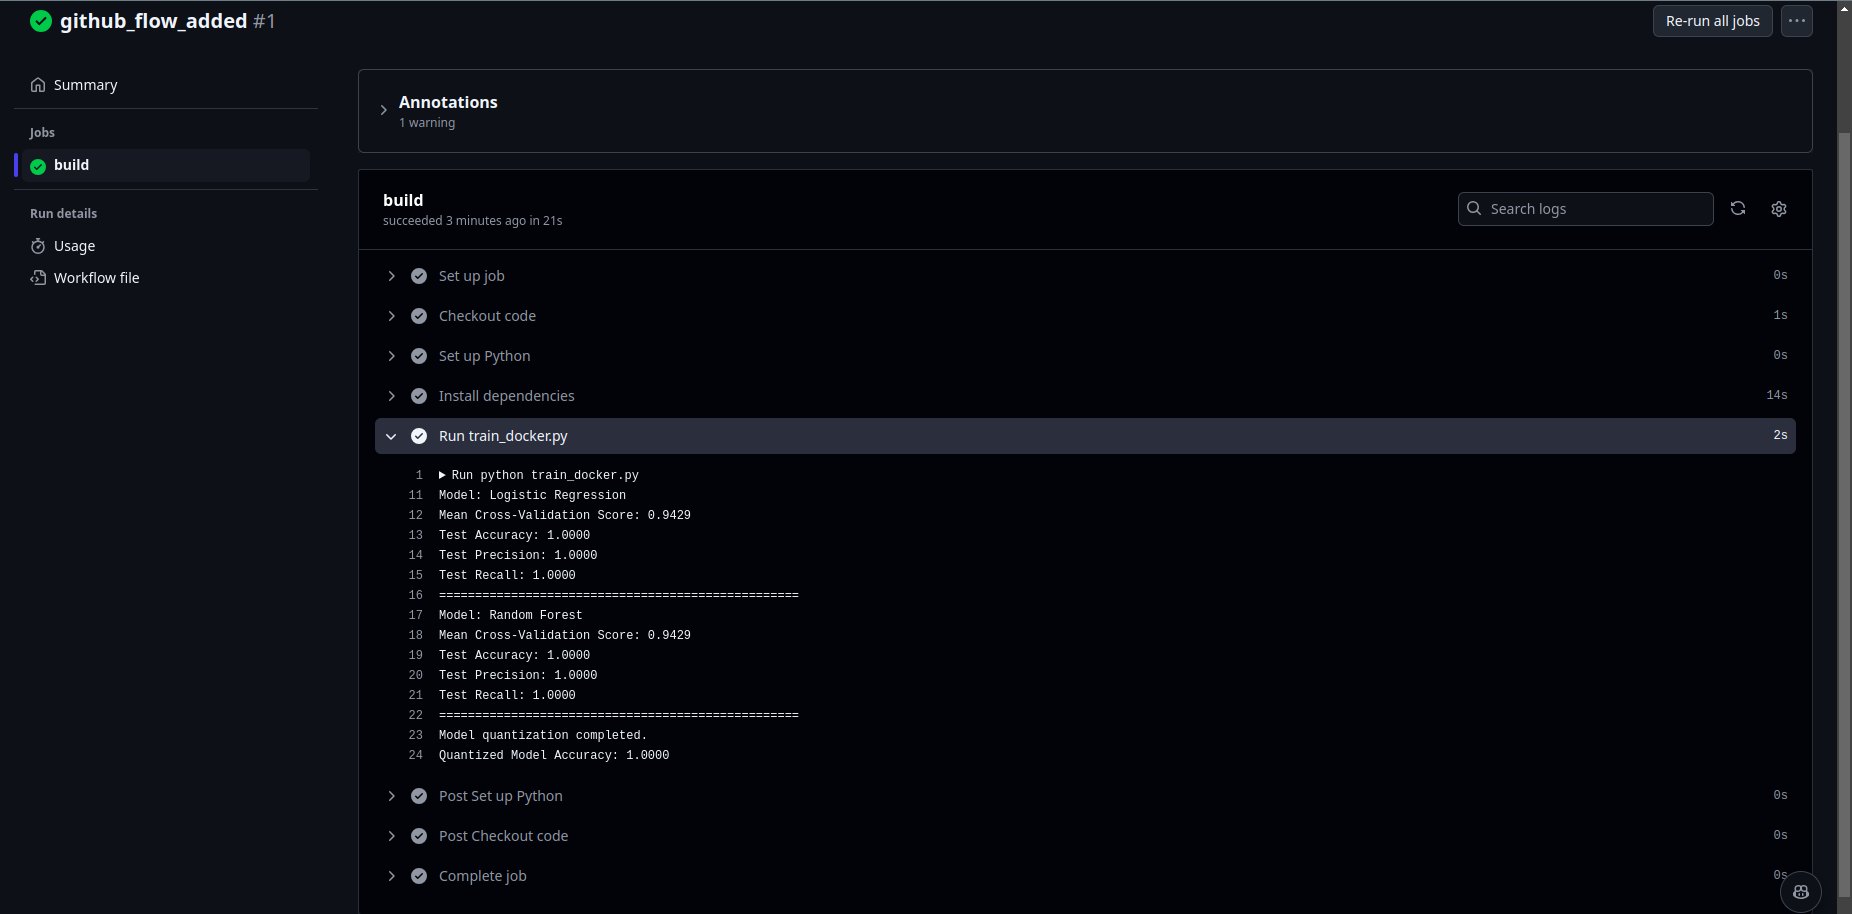 github_flow_added #1
Re-run all jobs
Summary
Jobs
build
Run details
Usage
Workflow file
Annotations
1 warning
build
succeeded 3 minutes ago in 21s
Search logs
Set up job 0s
Checkout code 1s
Set up Python 0s
Install dependencies 14s
Run train_docker.py 2s
1 Run python train_docker.py
11 Model: Logistic Regression
12 Mean Cross-Validation Score: 0.9429
13 Test Accuracy: 1.0000
14 Test Precision: 1.0000
15 Test Recall: 1.0000
16 ==================================================
17 Model: Random Forest
18 Mean Cross-Validation Score: 0.9429
19 Test Accuracy: 1.0000
20 Test Precision: 1.0000
21 Test Recall: 1.0000
22 ==================================================
23 Model quantization completed.
24 Quantized Model Accuracy: 1.0000
Post Set up Python 0s
Post Checkout code 0s
Complete job 0s